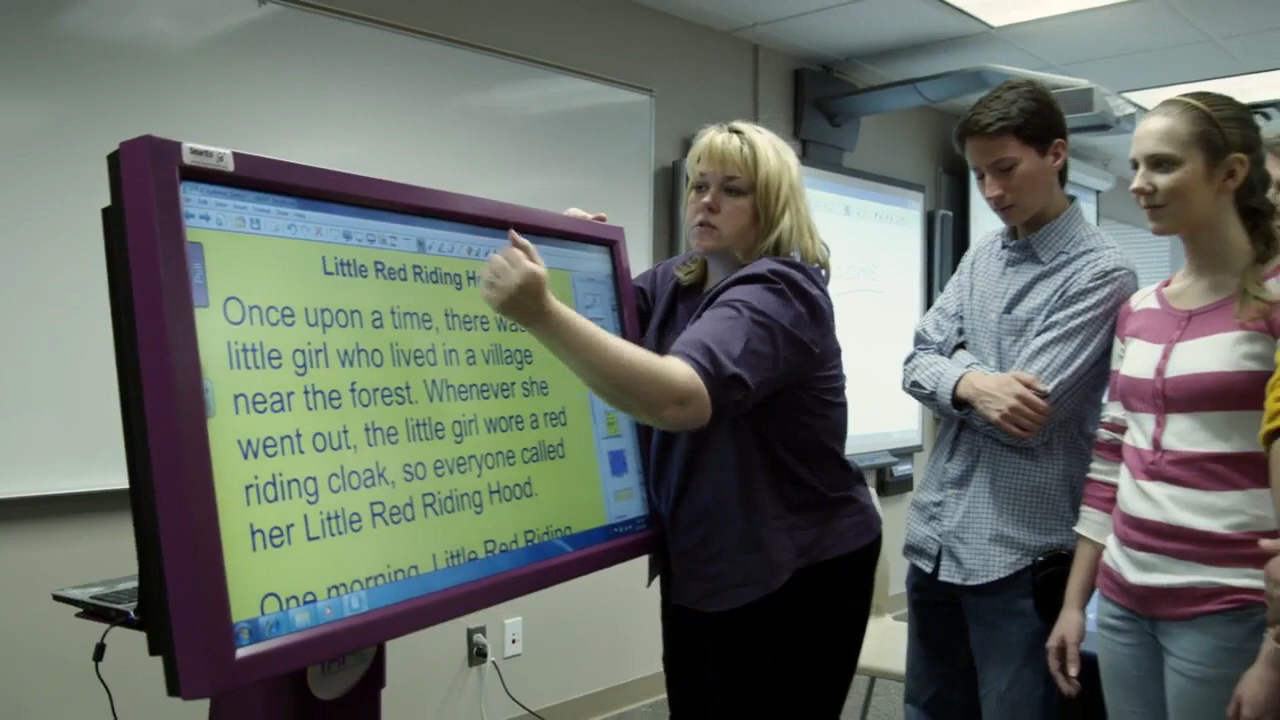 Little Red Riding
Once upon a time, there was
little girl who lived in a village
near the forest. Whenever she
went out, the little girl wore a red
riding cloak, so everyone called
her Little Red Riding Hood.
One morning, Little Red Riding